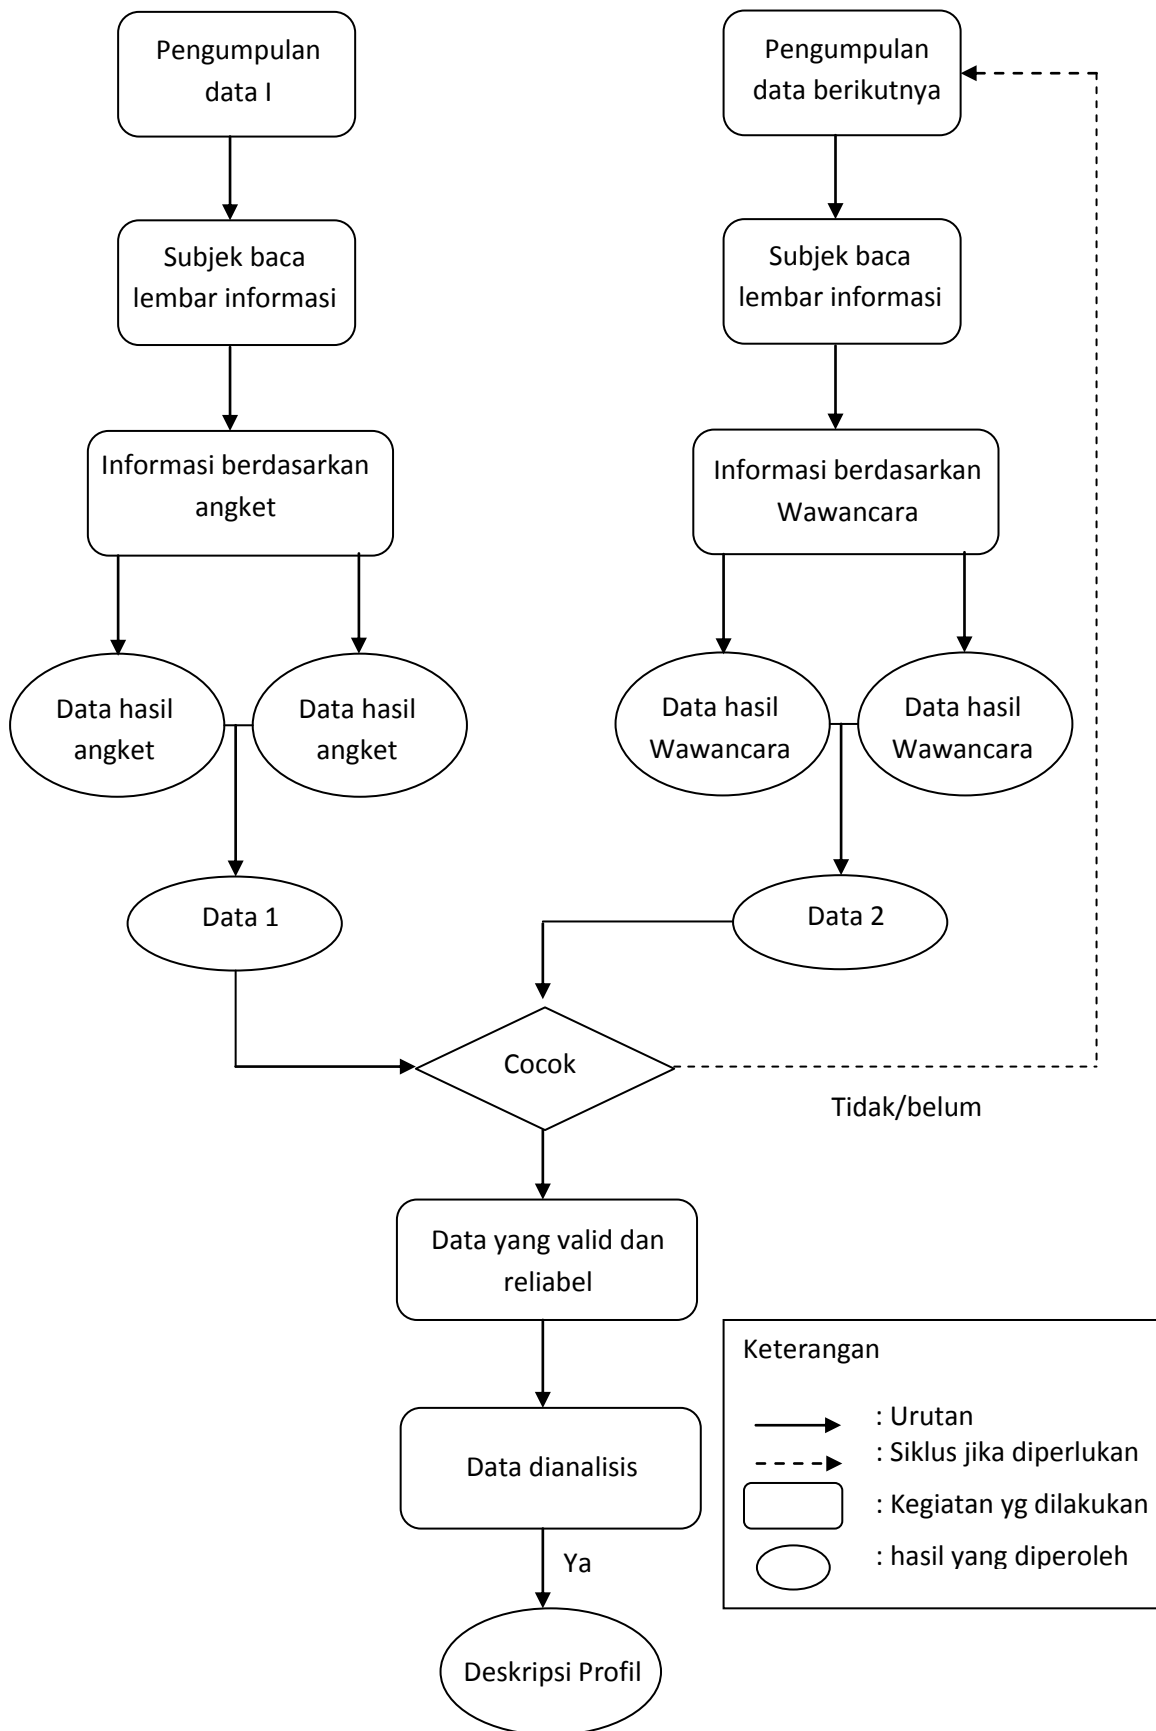 Pengumpulan
data I
Pengumpulan
data berikutnya
Subjek baca
lembar informasi
Subjek baca
lembar informasi
Informasi berdasarkan
angket
Informasi berdasarkan
Wawancara
Data hasil
angket
Data hasil
angket
Data hasil
Wawancara
Data hasil
Wawancara
Data 1
Data 2
Cocok
Tidak/belum
Data yang valid dan
reliabel
Data dianalisis
Ya
Deskripsi Profil
Keterangan
: Urutan
: Siklus jika diperlukan
: Kegiatan yg dilakukan
: hasil yang diperoleh